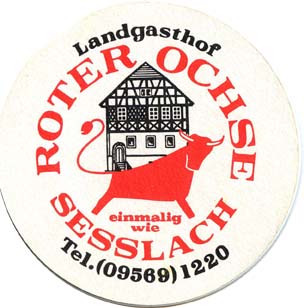 Landgasthof
ROTER OCHSE
einmalig
wie
SESSLACH
Tel.(09569)1220